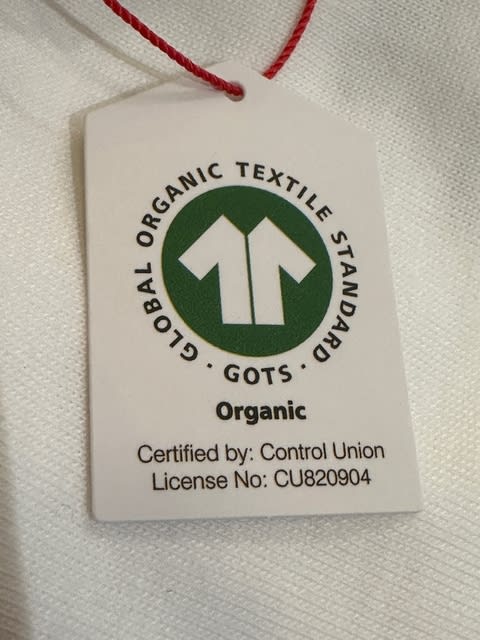 GLOBAL ORGANIC TEXTILE STANDARD · GOTS ·
Organic
Certified by: Control Union
License No: CU820904